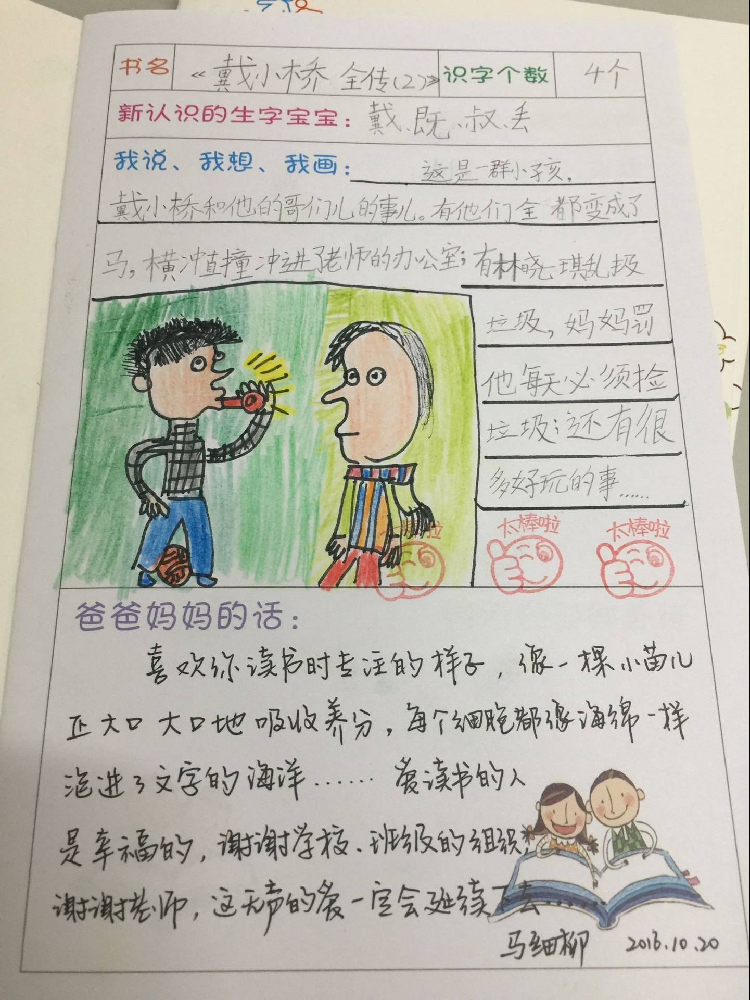 书名 《戴小桥 全传(2)》 识字个数 4个
新认识的生字宝宝：戴、既、叔、丢
我说、我想、我画： 这是一群小孩，
戴小桥和他的哥们儿的事儿。有他们全都变成了
马，横冲直撞冲进了老师的办公室；有林晓琪乱圾
垃圾，妈妈罚
他每天必须捡
垃圾；还有很
多好玩的事……
太棒啦
太棒啦
太棒啦
爸爸妈妈的话：
喜欢你读书时专注的样子，像一棵小苗儿
正大口大口地吸收养分，每个细胞都像海绵一样
泡进了文字的海洋…… 爱读书的人
是幸福的，谢谢学校、班级的组织，
谢谢老师，这无声的爱一定会延续下去……
马细柳 2016.10.20